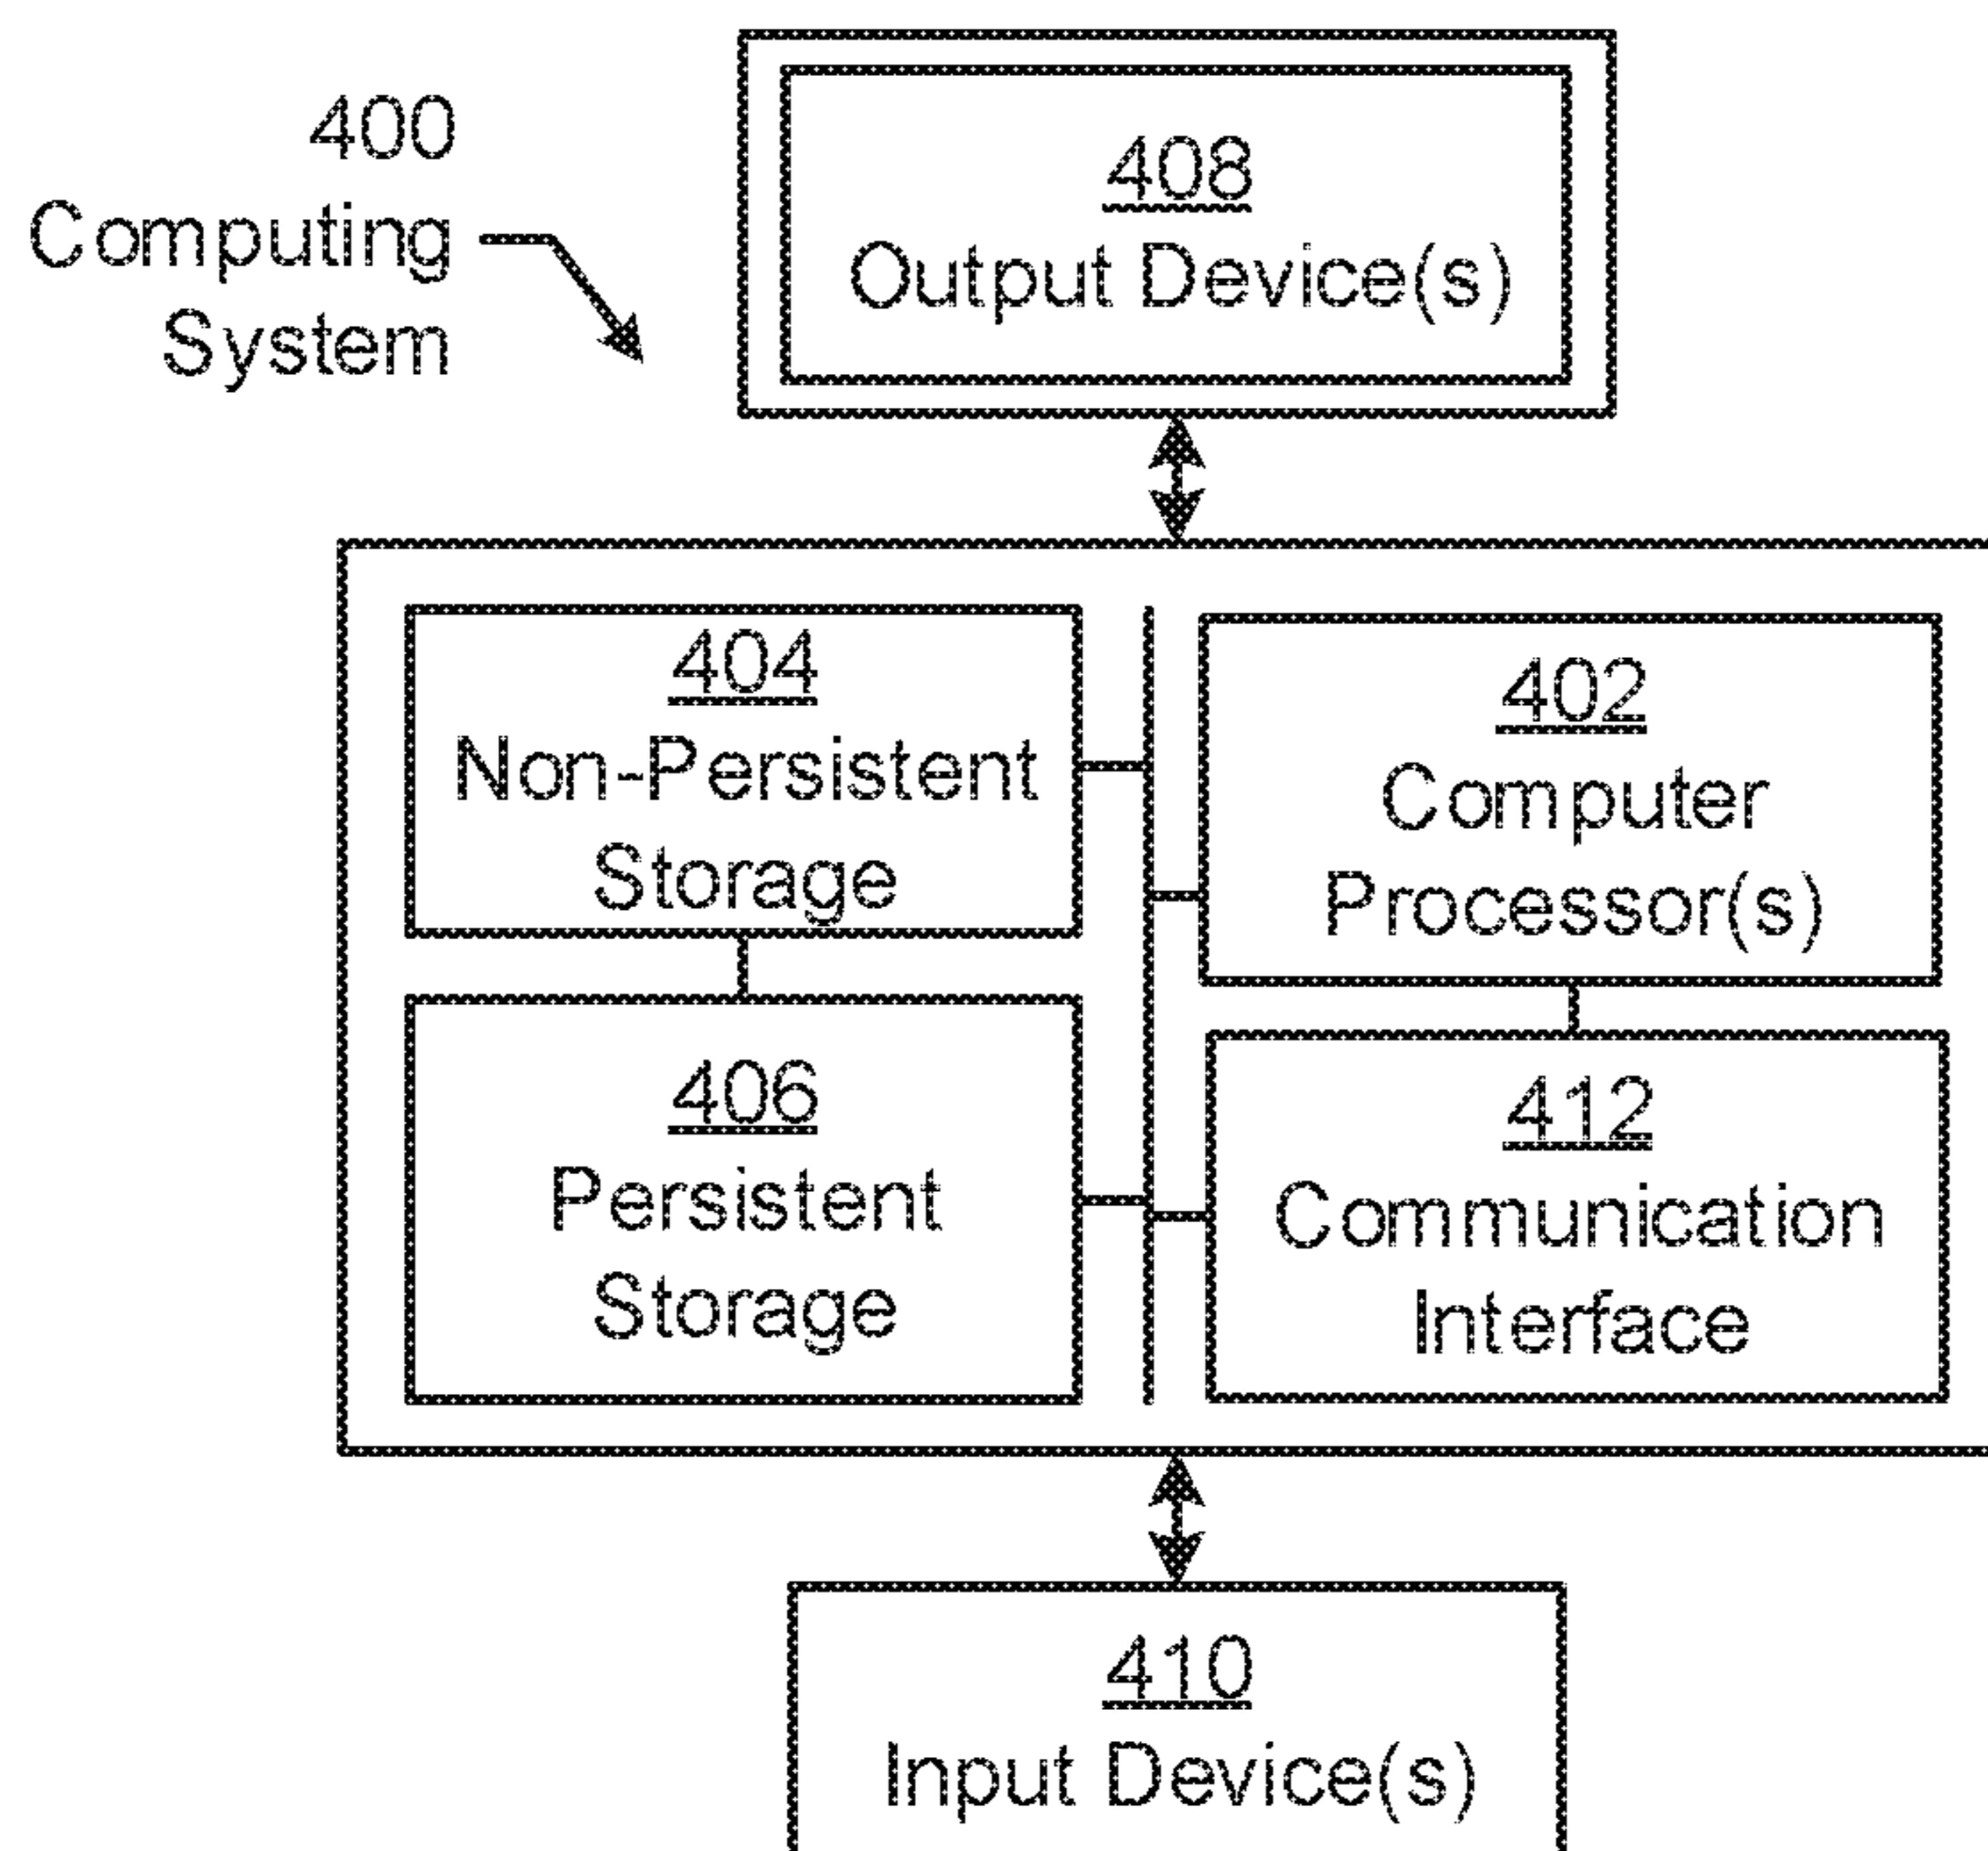 400
Computing
System
408
Output Device(s)
404
Non-Persistent
Storage
402
Computer
Processor(s)
406
Persistent
Storage
412
Communication
Interface
410
Input Device(s)